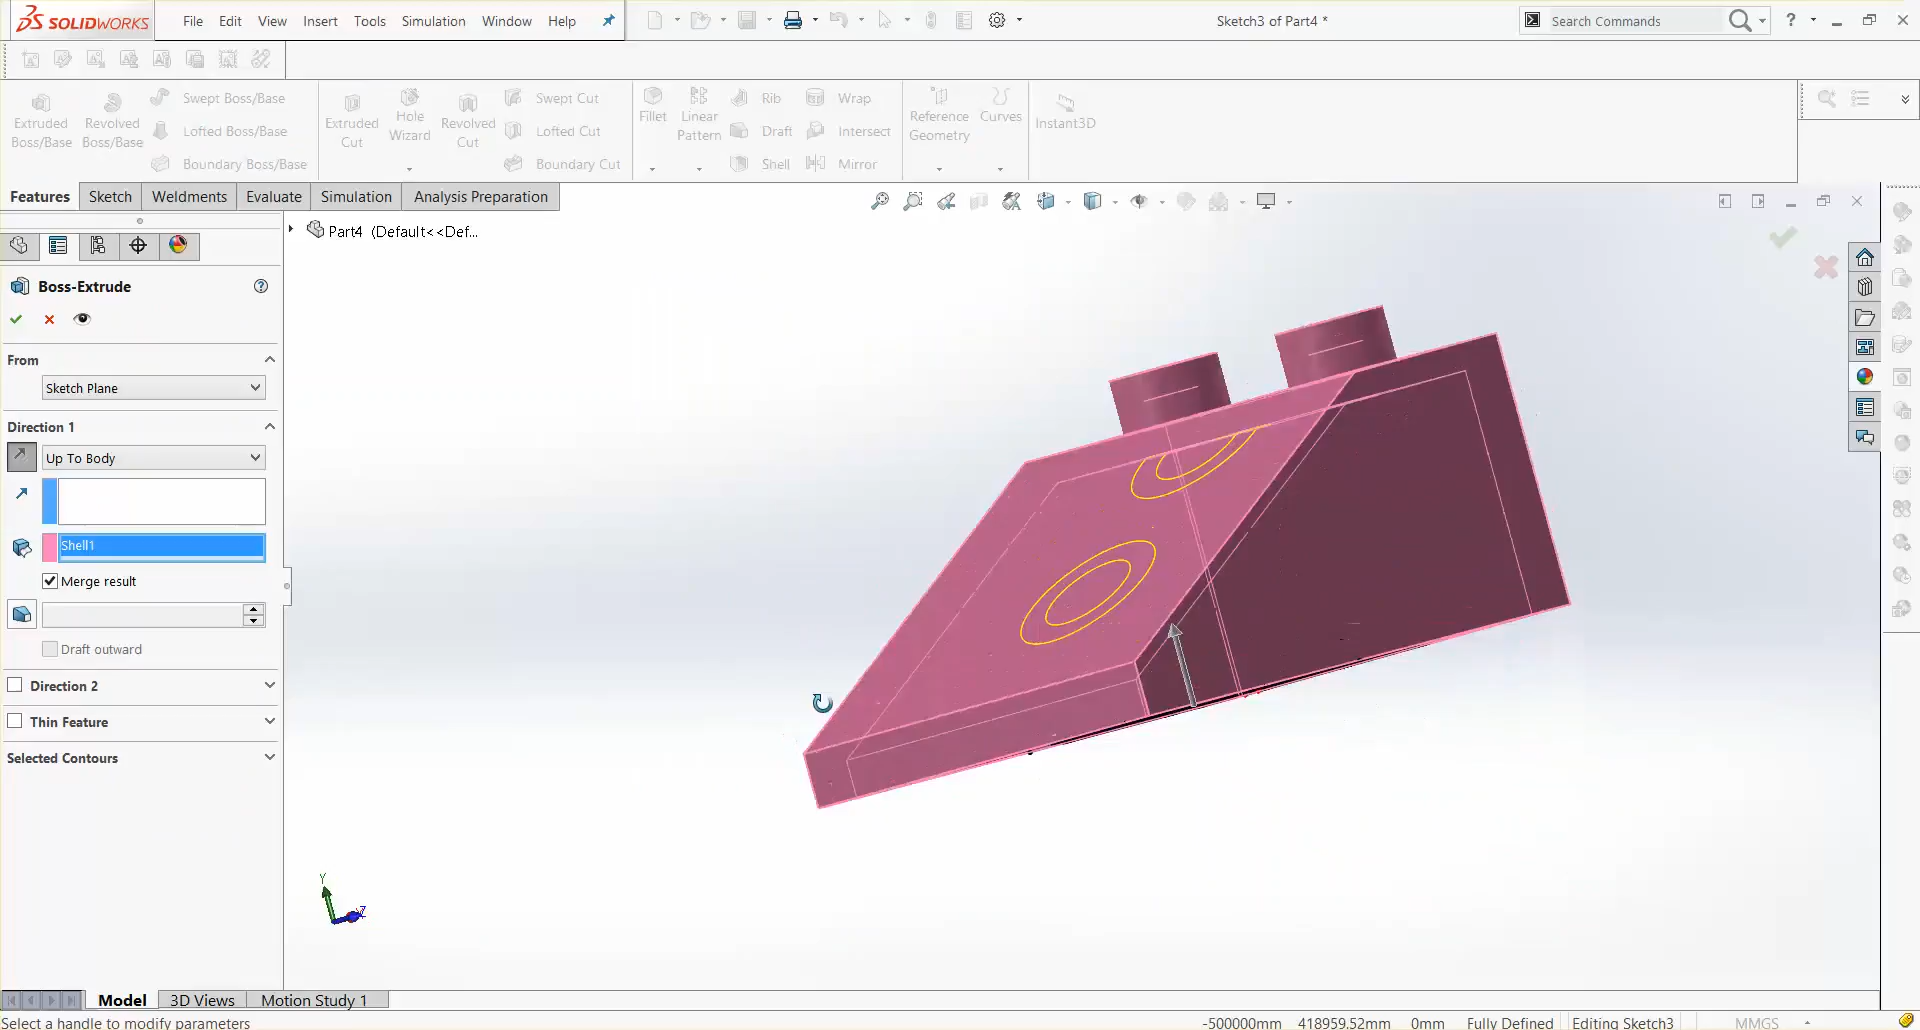 SOLIDWORKS File Edit View Insert Tools Simulation Window Help Sketch3 of Part4 * Search Commands ?
Extruded Boss/Base Revolved Boss/Base Swept Boss/Base Lofted Boss/Base Boundary Boss/Base
Extruded Cut Hole Wizard Revolved Cut Swept Cut Lofted Cut Boundary Cut
Fillet Linear Pattern Rib Draft Shell Wrap Intersect Mirror
Reference Geometry Curves Instant3D
Features Sketch Weldments Evaluate Simulation Analysis Preparation
Part4 (Default<<Def...
Boss-Extrude
From
Sketch Plane
Direction 1
Up To Body
Shell1
Merge result
Draft outward
Direction 2
Thin Feature
Selected Contours
Y
Z
Model 3D Views Motion Study 1
Select a handle to modify parameters -500000mm 418959.52mm 0mm Fully Defined Editing Sketch3 MMGS